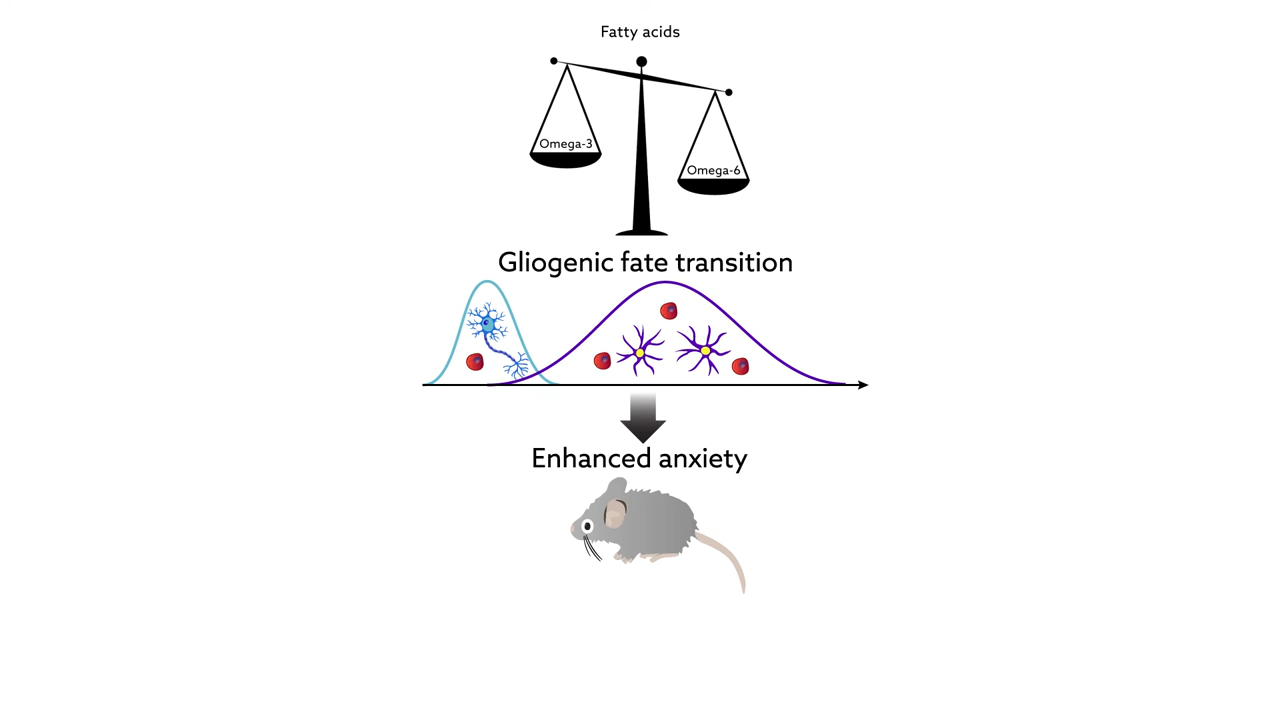 Fatty acids
Omega-3
Omega-6
Gliogenic fate transition
Enhanced anxiety